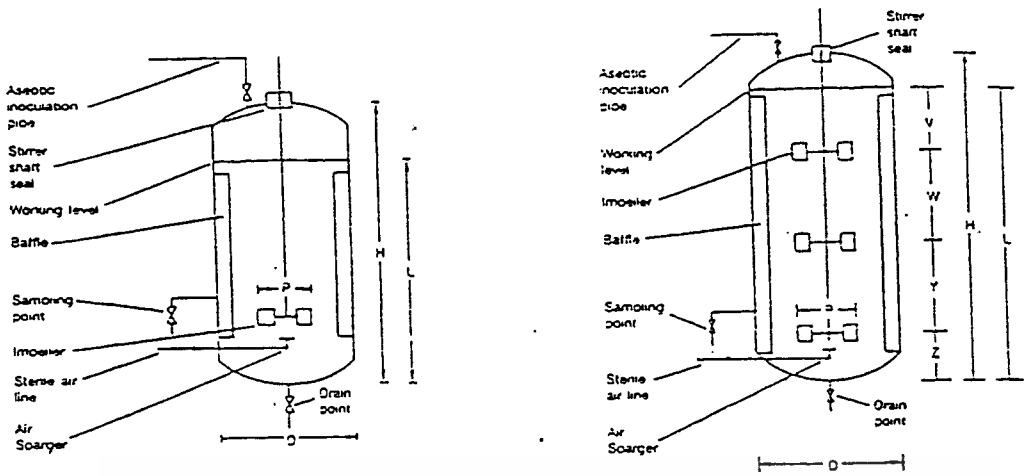 Aseptic
inoculation
pipe
Stirrer
shaft
seal
Working level
Baffle
Sampling
point
Impeller
Sterile air
line
Air
Sparger
Drain
point
P
H
L
D
Stirrer
shaft
seal
Aseptic
inoculation
pipe
Working
level
Impeller
Baffle
Sampling
point
Sterile
air line
Air
Sparger
Drain
point
V
W
Y
Z
H
L
D